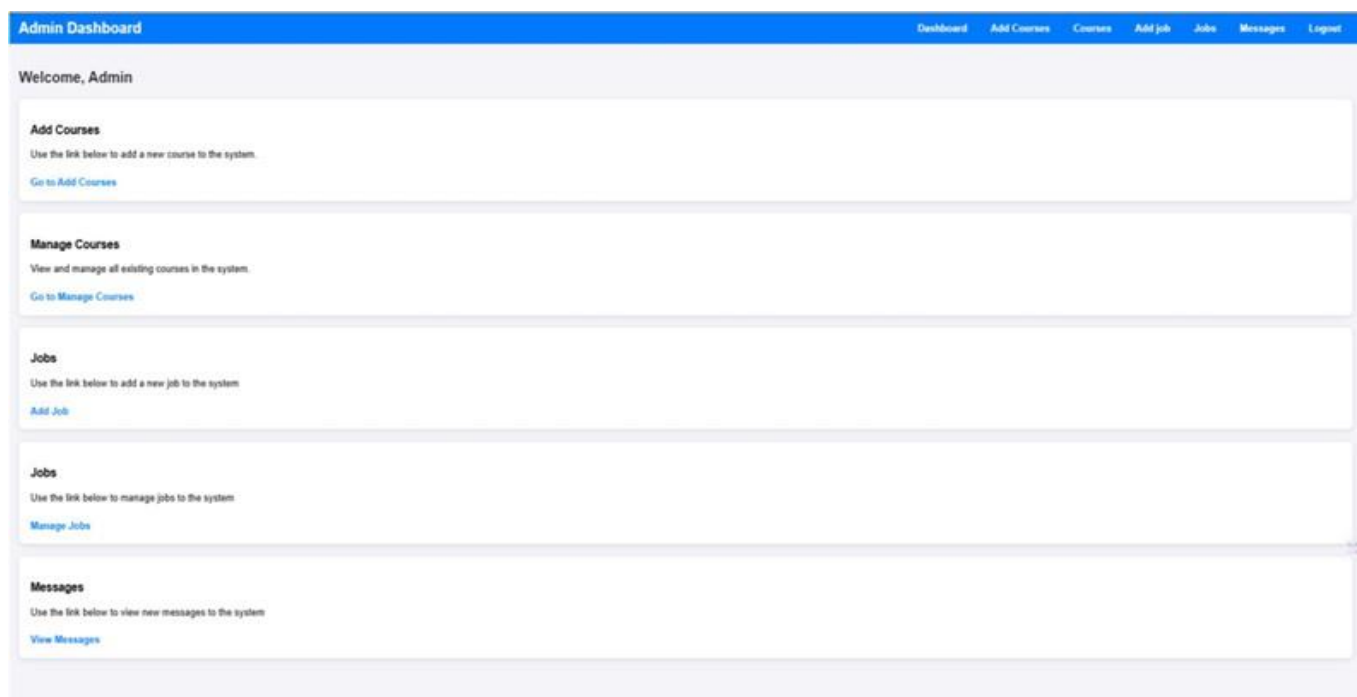 Admin Dashboard
Dashboard Add Courses Courses Add job Jobs Messages Logout
Welcome, Admin
Add Courses
Use the link below to add a new course to the system.
Go to Add Courses
Manage Courses
View and manage all existing courses in the system.
Go to Manage Courses
Jobs
Use the link below to add a new job to the system
Add Job
Jobs
Use the link below to manage jobs to the system
Manage Jobs
Messages
Use the link below to view new messages to the system
View Messages